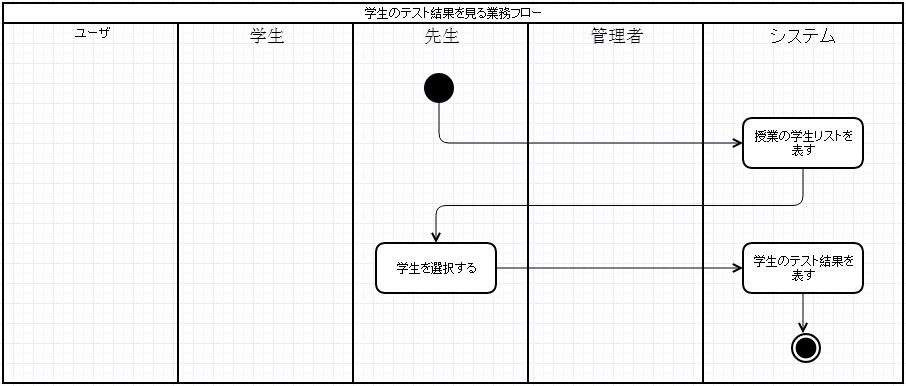 学生のテスト結果を見る業務フロー
ユーザ
学生
先生
管理者
システム
授業の学生リストを
表す
学生を選択する
学生のテスト結果を
表す